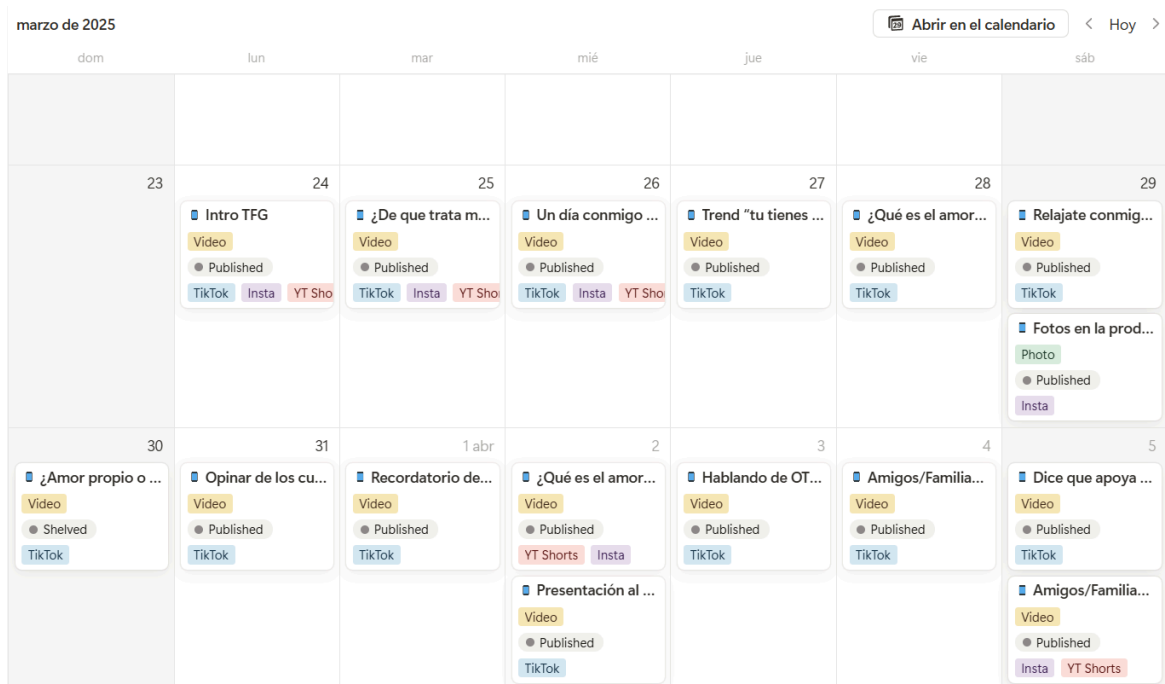 marzo de 2025
Abrir en el calendario
Hoy
dom lun mar mié jue vie sáb
23 24 25 26 27 28 29
Intro TFG
Video
Published
TikTok Insta YT Sho
¿De que trata m...
Video
Published
TikTok Insta YT Sho
Un día conmigo ...
Video
Published
TikTok Insta YT Sho
Trend “tu tienes ...
Video
Published
TikTok
¿Qué es el amor...
Video
Published
TikTok
Relajate conmig...
Video
Published
TikTok
Fotos en la prod...
Photo
Published
Insta
30 31 1 abr 2 3 4 5
¿Amor propio o ...
Video
Shelved
TikTok
Opinar de los cu...
Video
Published
TikTok
Recordatorio de...
Video
Published
TikTok
¿Qué es el amor...
Video
Published
YT Shorts Insta
Presentación al ...
Video
Published
TikTok
Hablando de OT...
Video
Published
TikTok
Amigos/Familia...
Video
Published
TikTok
Dice que apoya ...
Video
Published
TikTok
Amigos/Familia...
Video
Published
Insta YT Shorts